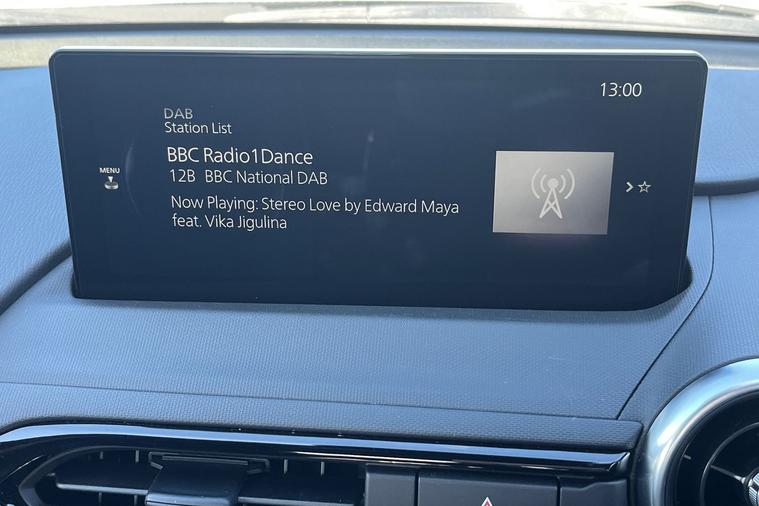 13:00
DAB
Station List
MENU
BBC Radio1Dance
12B BBC National DAB
Now Playing: Stereo Love by Edward Maya
feat. Vika Jigulina